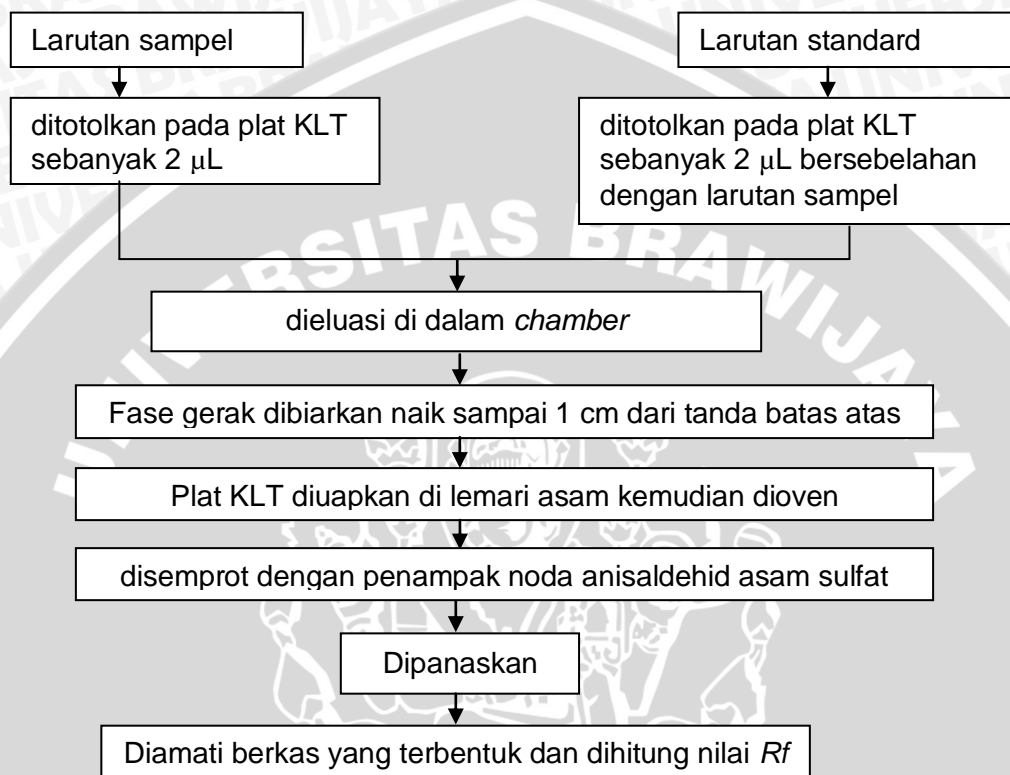 Larutan sampel
Larutan standard
ditotolkan pada plat KLT
sebanyak 2 μL
ditotolkan pada plat KLT
sebanyak 2 μL bersebelahan
dengan larutan sampel
UNIVERSITAS BRAWIJAYA
dieluasi di dalam chamber
Fase gerak dibiarkan naik sampai 1 cm dari tanda batas atas
Plat KLT diuapkan di lemari asam kemudian dioven
disemprot dengan penampak noda anisaldehid asam sulfat
Dipanaskan
Diamati berkas yang terbentuk dan dihitung nilai Rf